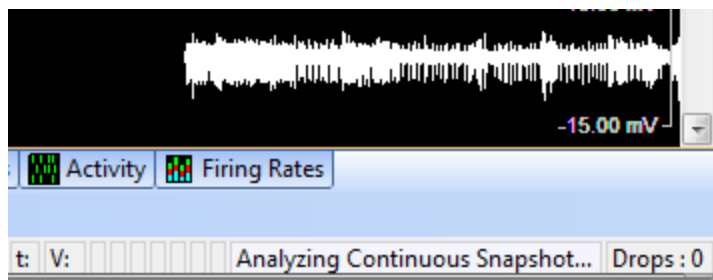 -15.00 mV
Activity Firing Rates
t: V: Analyzing Continuous Snapshot... Drops : 0